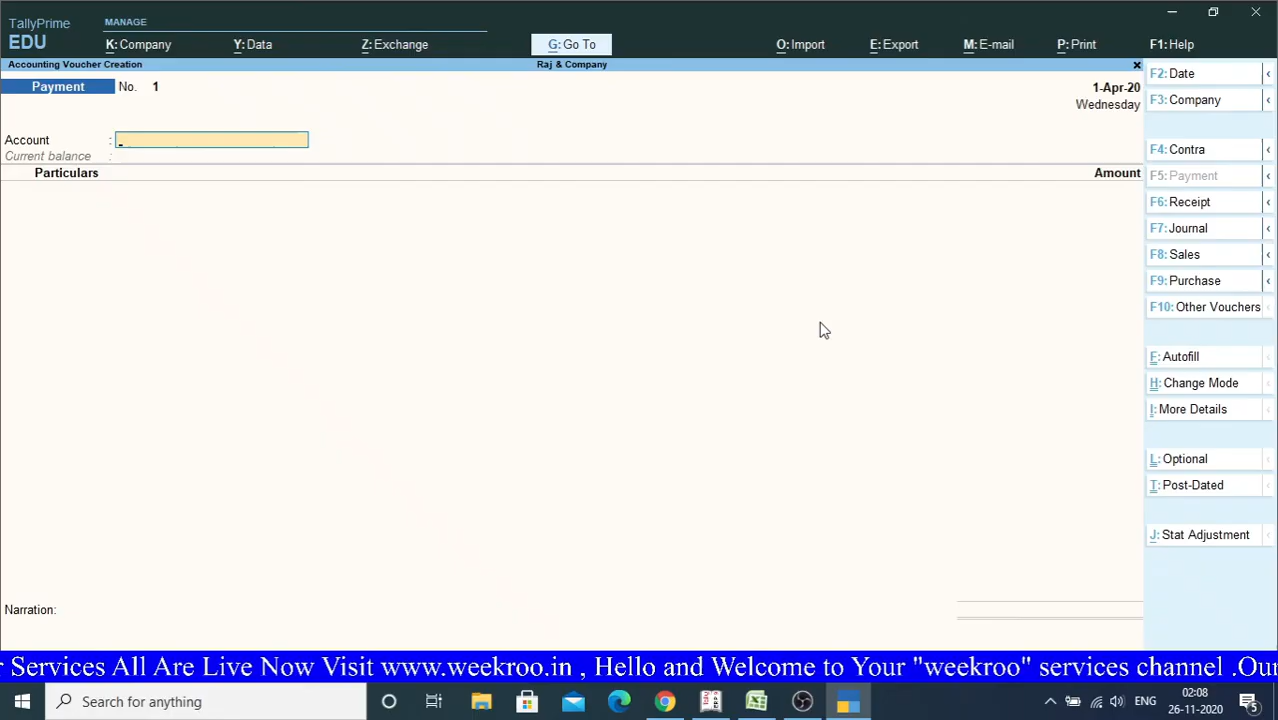 TallyPrime
EDU
MANAGE
K: Company
Y: Data
Z: Exchange
G: Go To
O: Import
E: Export
M: E-mail
P: Print
F1: Help
Accounting Voucher Creation
Raj & Company
Payment No. 1
1-Apr-20
Wednesday
Account :
Current balance :
Particulars
Amount
F2: Date
F3: Company
F4: Contra
F5: Payment
F6: Receipt
F7: Journal
F8: Sales
F9: Purchase
F10: Other Vouchers
F: Autofill
H: Change Mode
I: More Details
L: Optional
T: Post-Dated
J: Stat Adjustment
Narration:
r Services All Are Live Now Visit www.weekroo.in , Hello and Welcome to Your "weekroo" services channel .Our
Search for anything
ENG
02:08
26-11-2020
5